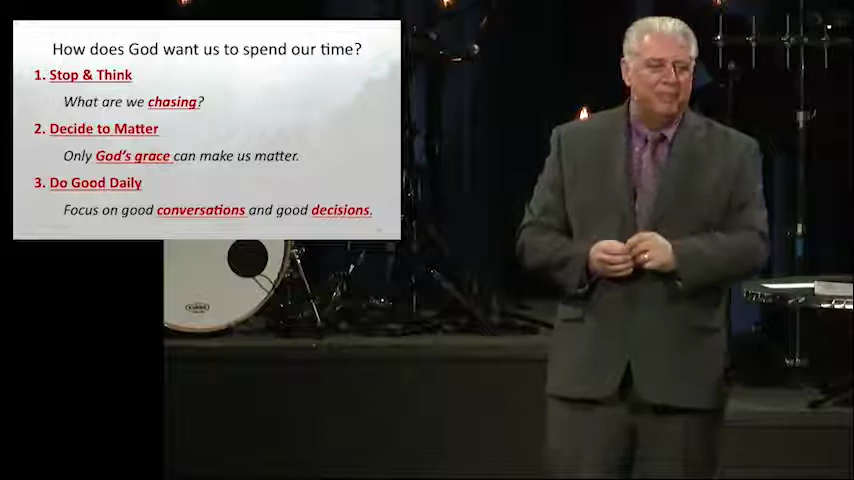 How does God want us to spend our time?
1. Stop & Think
What are we chasing?
2. Decide to Matter
Only God's grace can make us matter.
3. Do Good Daily
Focus on good conversations and good decisions.